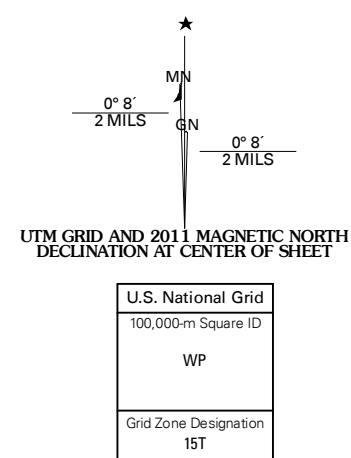 MN
0° 8´
2 MILS
GN
0° 8´
2 MILS
UTM GRID AND 2011 MAGNETIC NORTH
DECLINATION AT CENTER OF SHEET
U.S. National Grid
100,000-m Square ID
WP
Grid Zone Designation
15T